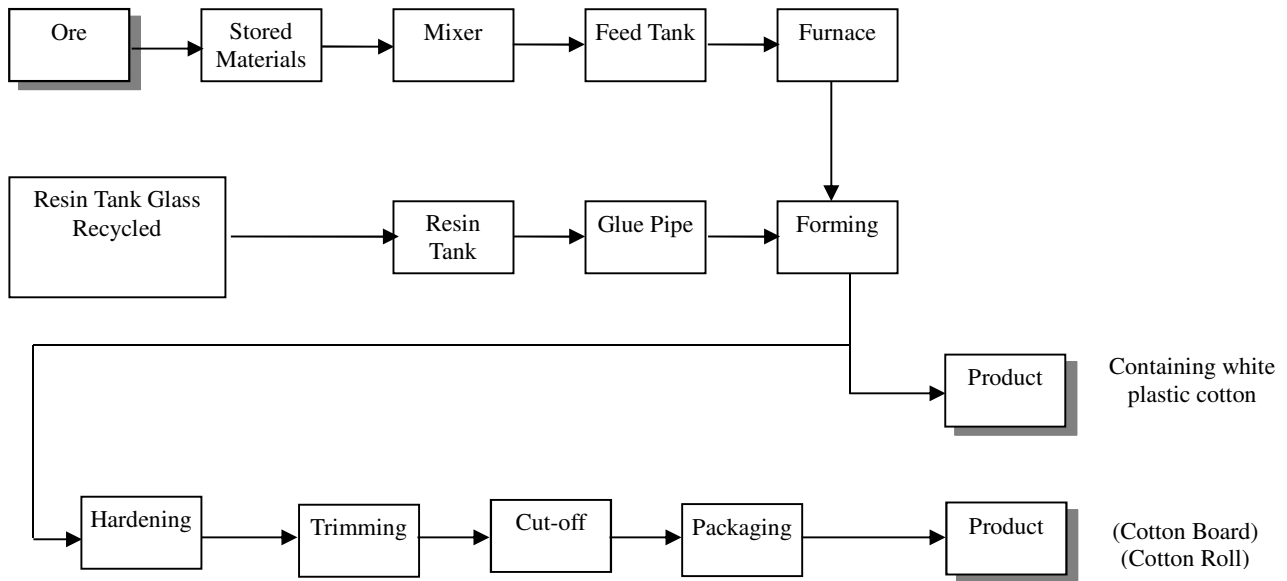 Ore
Stored
Materials
Mixer
Feed Tank
Furnace
Resin Tank Glass
Recycled
Resin
Tank
Glue Pipe
Forming
Product
Containing white
plastic cotton
Hardening
Trimming
Cut-off
Packaging
Product
(Cotton Board)
(Cotton Roll)